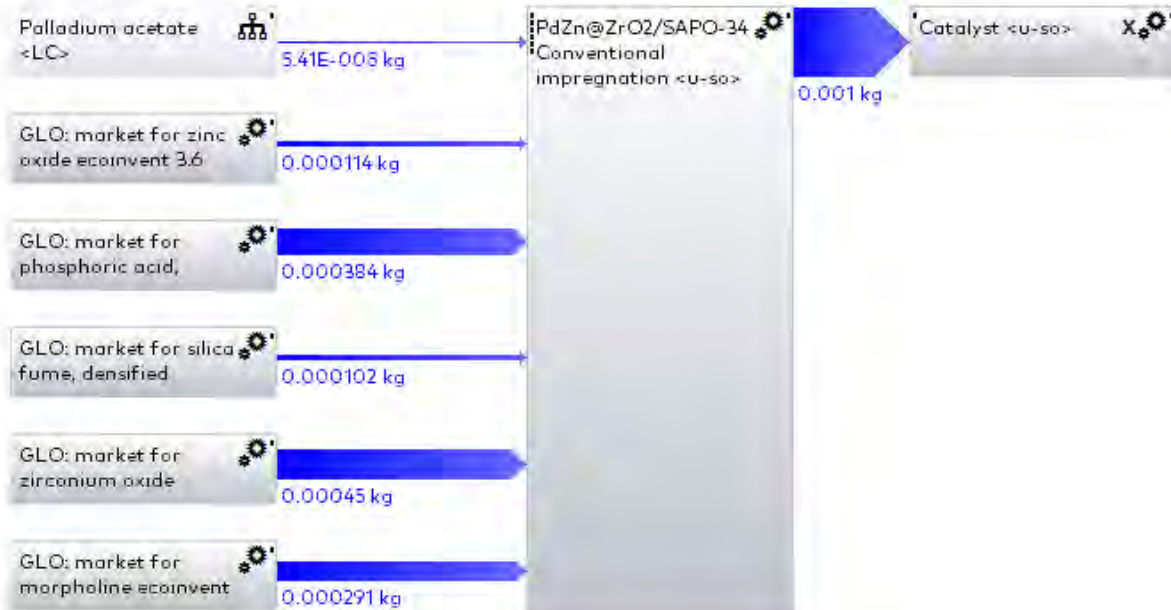 Palladium acetate
<LC>
5.41E-008 kg
PdZn@ZrO2/SAPO-34
Conventional
impregnation <u-so>
0.001 kg
Catalyst <u-so>
X
GLO: market for zinc
oxide ecoinvent 3.6
0.000114 kg
GLO: market for
phosphoric acid,
0.000384 kg
GLO: market for silica
fume, densified
0.000102 kg
GLO: market for
zirconium oxide
0.00045 kg
GLO: market for
morpholine ecoinvent
0.000291 kg